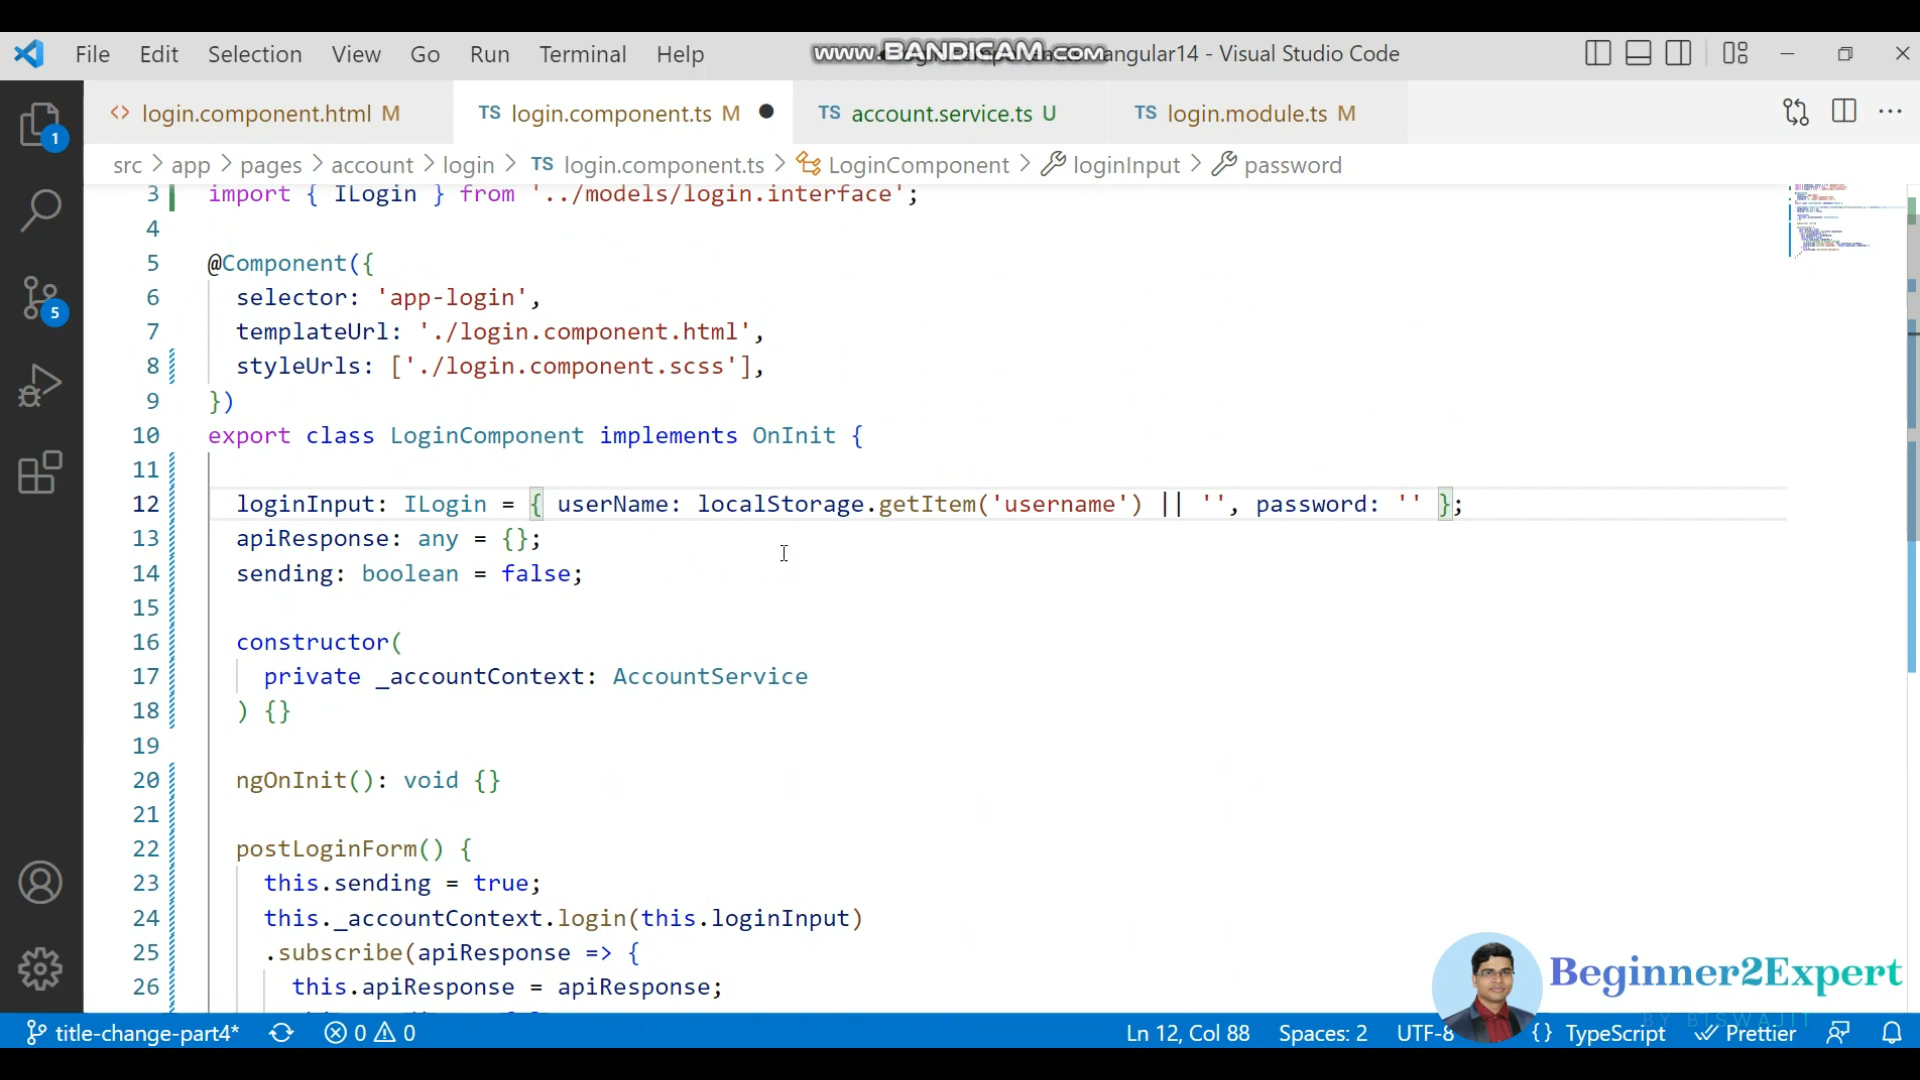 File Edit Selection View Go Run Terminal Help www.BANDICAM.com angular14 - Visual Studio Code
login.component.html M TS login.component.ts M TS account.service.ts U TS login.module.ts M
src > app > pages > account > login > TS login.component.ts > LoginComponent > loginInput > password
3 import { ILogin } from '../models/login.interface';
4
5 @Component({
6 selector: 'app-login',
7 templateUrl: './login.component.html',
8 styleUrls: ['./login.component.scss'],
9 })
10 export class LoginComponent implements OnInit {
11
12 loginInput: ILogin = { userName: localStorage.getItem('username') || '', password: '' };
13 apiResponse: any = {};
14 sending: boolean = false;
15
16 constructor(
17 private _accountContext: AccountService
18 ) {}
19
20 ngOnInit(): void {}
21
22 postLoginForm() {
23 this.sending = true;
24 this._accountContext.login(this.loginInput)
25 .subscribe(apiResponse => {
26 this.apiResponse = apiResponse;
1
5
Beginner2Expert
BY BISWAJIT
title-change-part4* 0 0 Ln 12, Col 88 Spaces: 2 UTF-8 {} TypeScript Prettier